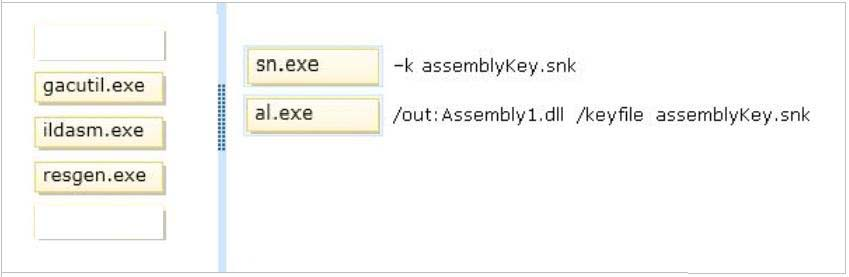 gacutil.exe
ildasm.exe
resgen.exe
sn.exe -k assemblyKey.snk
al.exe /out:Assembly1.dll /keyfile assemblyKey.snk